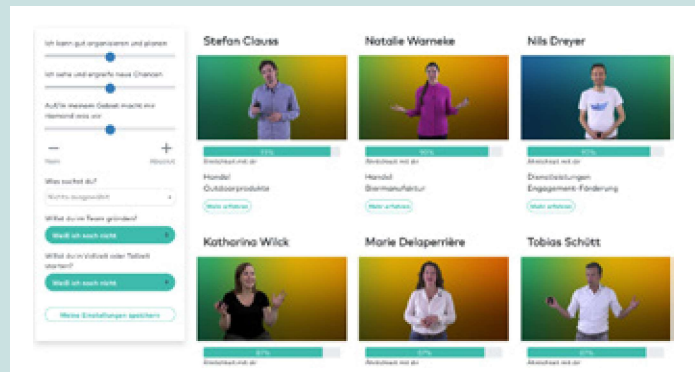 Ich kann gut organisieren und planen
Ich sehe und ergreife neue Chancen
Auf/In meinem Gebiet macht mir
niemand was vor
Nein
Absolut
Was suchst du?
Nichts ausgewählt
Willst du im Team gründen?
Weiß ich noch nicht
Willst du in Vollzeit oder Teilzeit
starten?
Weiß ich noch nicht
Meine Einstellungen speichern
Stefan Clauss
Ähnlichkeit mit dir
Handel
Outdoorprodukte
Mehr erfahren
Natalie Warneke
Ähnlichkeit mit dir
Handel
Biermanufaktur
Mehr erfahren
Nils Dreyer
Ähnlichkeit mit dir
Dienstleistungen
Engagement-Förderung
Mehr erfahren
Katharina Wilck
Ähnlichkeit mit dir
Marie Delaperrière
Ähnlichkeit mit dir
Tobias Schütt
Ähnlichkeit mit dir